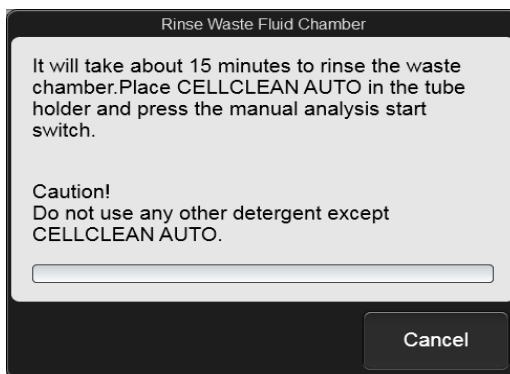 Rinse Waste Fluid Chamber
It will take about 15 minutes to rinse the waste
chamber.Place CELLCLEAN AUTO in the tube
holder and press the manual analysis start
switch.
Caution!
Do not use any other detergent except
CELLCLEAN AUTO.
Cancel